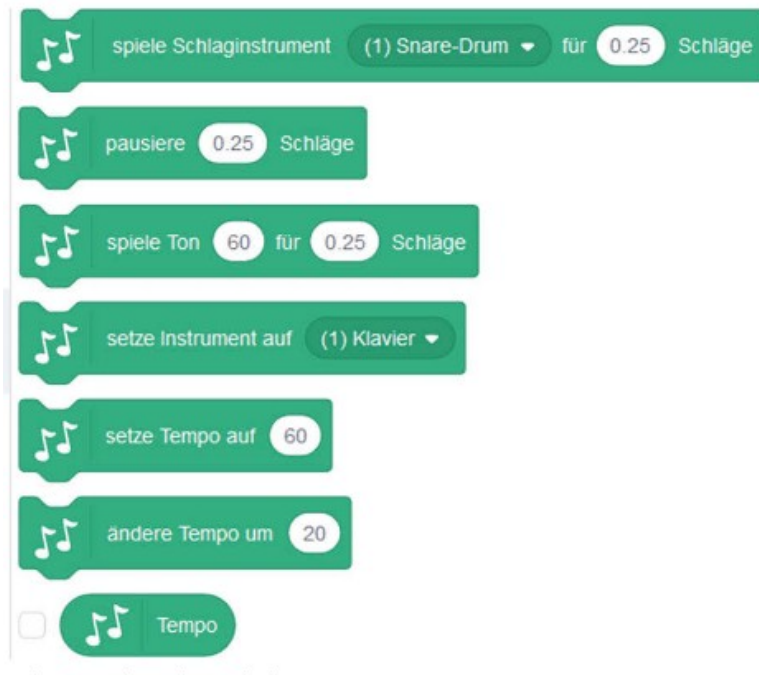 spiele Schlaginstrument (1) Snare-Drum für 0.25 Schläge
pausiere 0.25 Schläge
spiele Ton 60 für 0.25 Schläge
setze Instrument auf (1) Klavier
setze Tempo auf 60
ändere Tempo um 20
Tempo